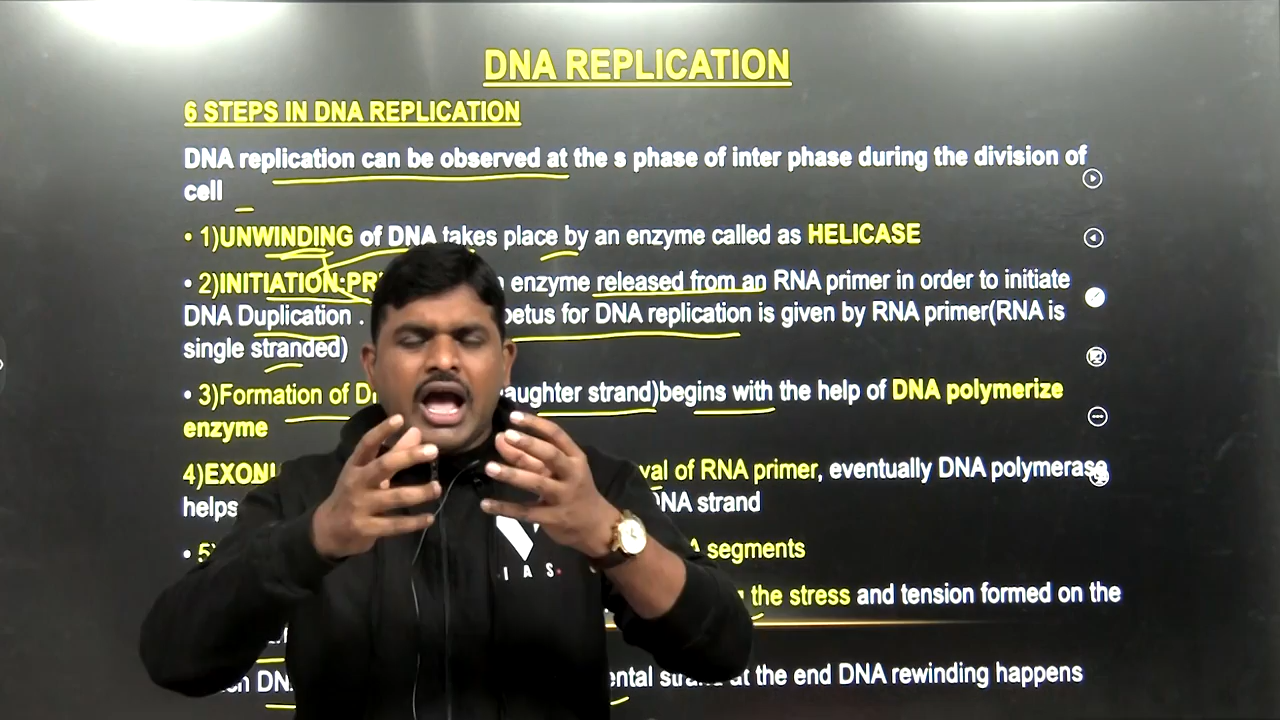 DNA REPLICATION
6 STEPS IN DNA REPLICATION
DNA replication can be observed at the s phase of inter phase during the division of
cell
• 1)UNWINDING of DNA takes place by an enzyme called as HELICASE
• 2)INITIATION: enzyme released from an RNA primer in order to initiate
DNA Duplication . for DNA replication is given by RNA primer(RNA is
single stranded)
• 3)Formation of strand)begins with the help of DNA polymerize
enzyme
4) of RNA primer, eventually DNA polymerase
helps DNA strand
• 5) segments
the stress and tension formed on the
DNA strand at the end DNA rewinding happens
IAS